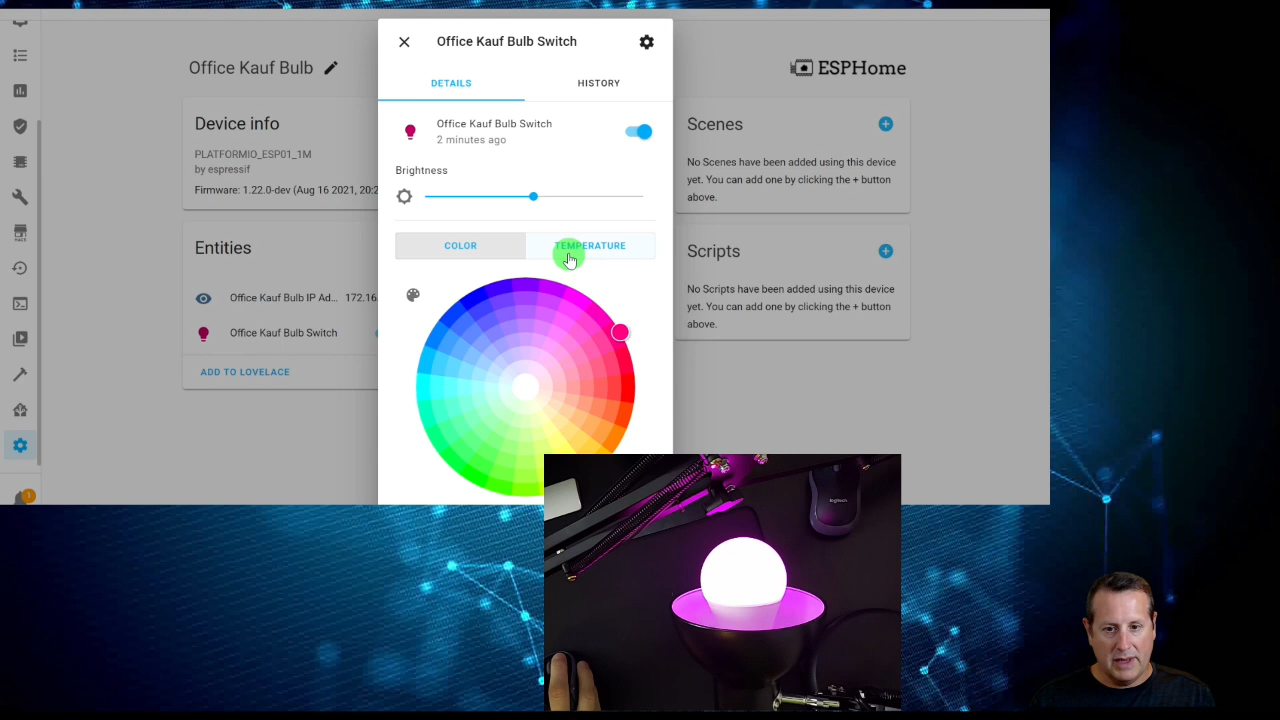 Office Kauf Bulb
Device info
PLATFORMIO_ESP01_1M
by espressif
Firmware: 1.22.0-dev (Aug 16 2021, 20:2
Entities
Office Kauf Bulb IP Ad... 172.16.
Office Kauf Bulb Switch
ADD TO LOVELACE
HACS
1
Office Kauf Bulb Switch
DETAILS
HISTORY
Office Kauf Bulb Switch
2 minutes ago
Brightness
COLOR
TEMPERATURE
ESPHome
Scenes
No Scenes have been added using this device
yet. You can add one by clicking the + button
above.
Scripts
No Scripts have been added using this device
yet. You can add one by clicking the + button
above.
logitech